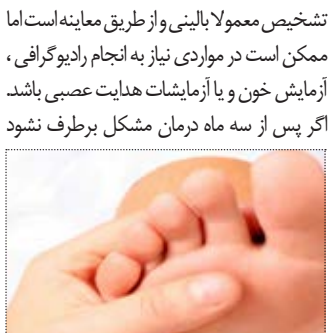 تشخیص معمولا بالینی و از طریق معاینه است اما
ممکن است در مواردی نیاز به انجام رادیوگرافی ،
آزمایش خون و یا آزمایشات هدایت عصبی باشد.
اگر پس از سه ماه درمان مشکل برطرف نشود